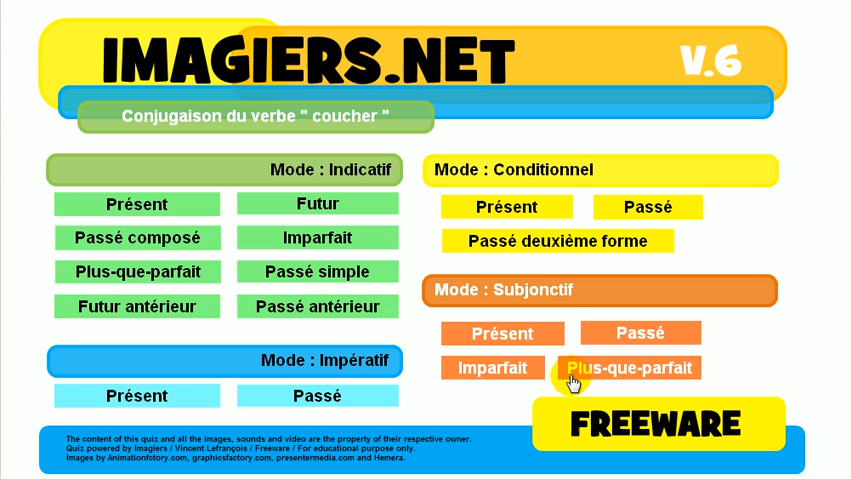 IMAGIERS.NET
V.6
Conjugaison du verbe " coucher "
Mode : Indicatif
Présent
Futur
Passé composé
Imparfait
Plus-que-parfait
Passé simple
Futur antérieur
Passé antérieur
Mode : Impératif
Présent
Passé
Mode : Conditionnel
Présent
Passé
Passé deuxième forme
Mode : Subjonctif
Présent
Passé
Imparfait
Plus-que-parfait
FREEWARE
The content of this quiz and all the images, sounds and video are the property of their respective owner.
Quiz powered by Imagiers / Vincent Lefrançois / Freeware / For educational purpose only.
Images by Animationfctory.com, graphicsfactory.com, presentermedia.com and Hemera.